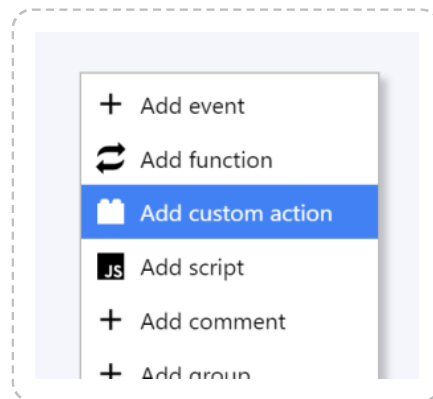 Add event
Add function
Add custom action
JS Add script
Add comment
Add group